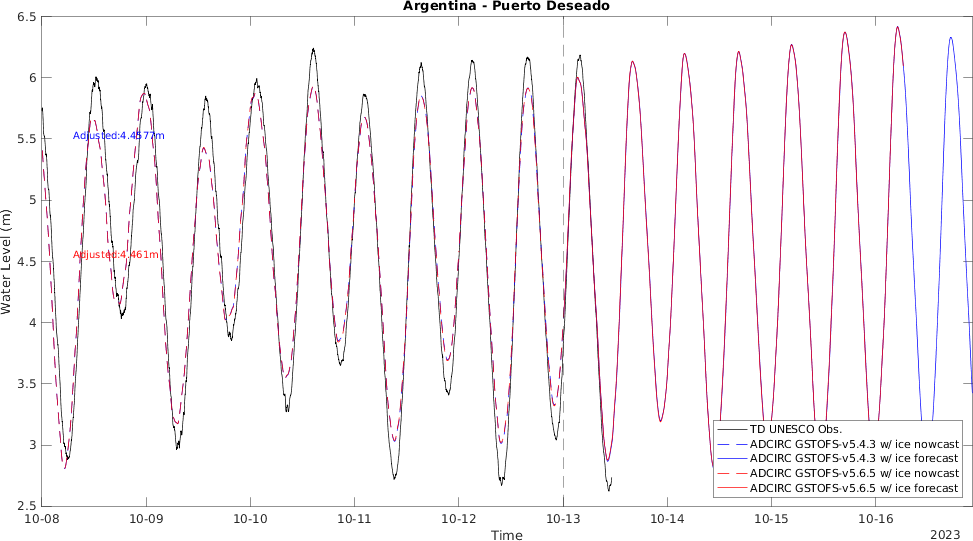 Argentina - Puerto Deseado
6.5
6
5.5
5
4.5
4
3.5
3
2.5
Water Level (m)
Adjusted:4.4577m
Adjusted:4.461m
TD UNESCO Obs.
ADCIRC GSTOFS-v5.4.3 w/ ice nowcast
ADCIRC GSTOFS-v5.4.3 w/ ice forecast
ADCIRC GSTOFS-v5.6.5 w/ ice nowcast
ADCIRC GSTOFS-v5.6.5 w/ ice forecast
10-08 10-09 10-10 10-11 10-12 10-13 10-14 10-15 10-16
Time
2023